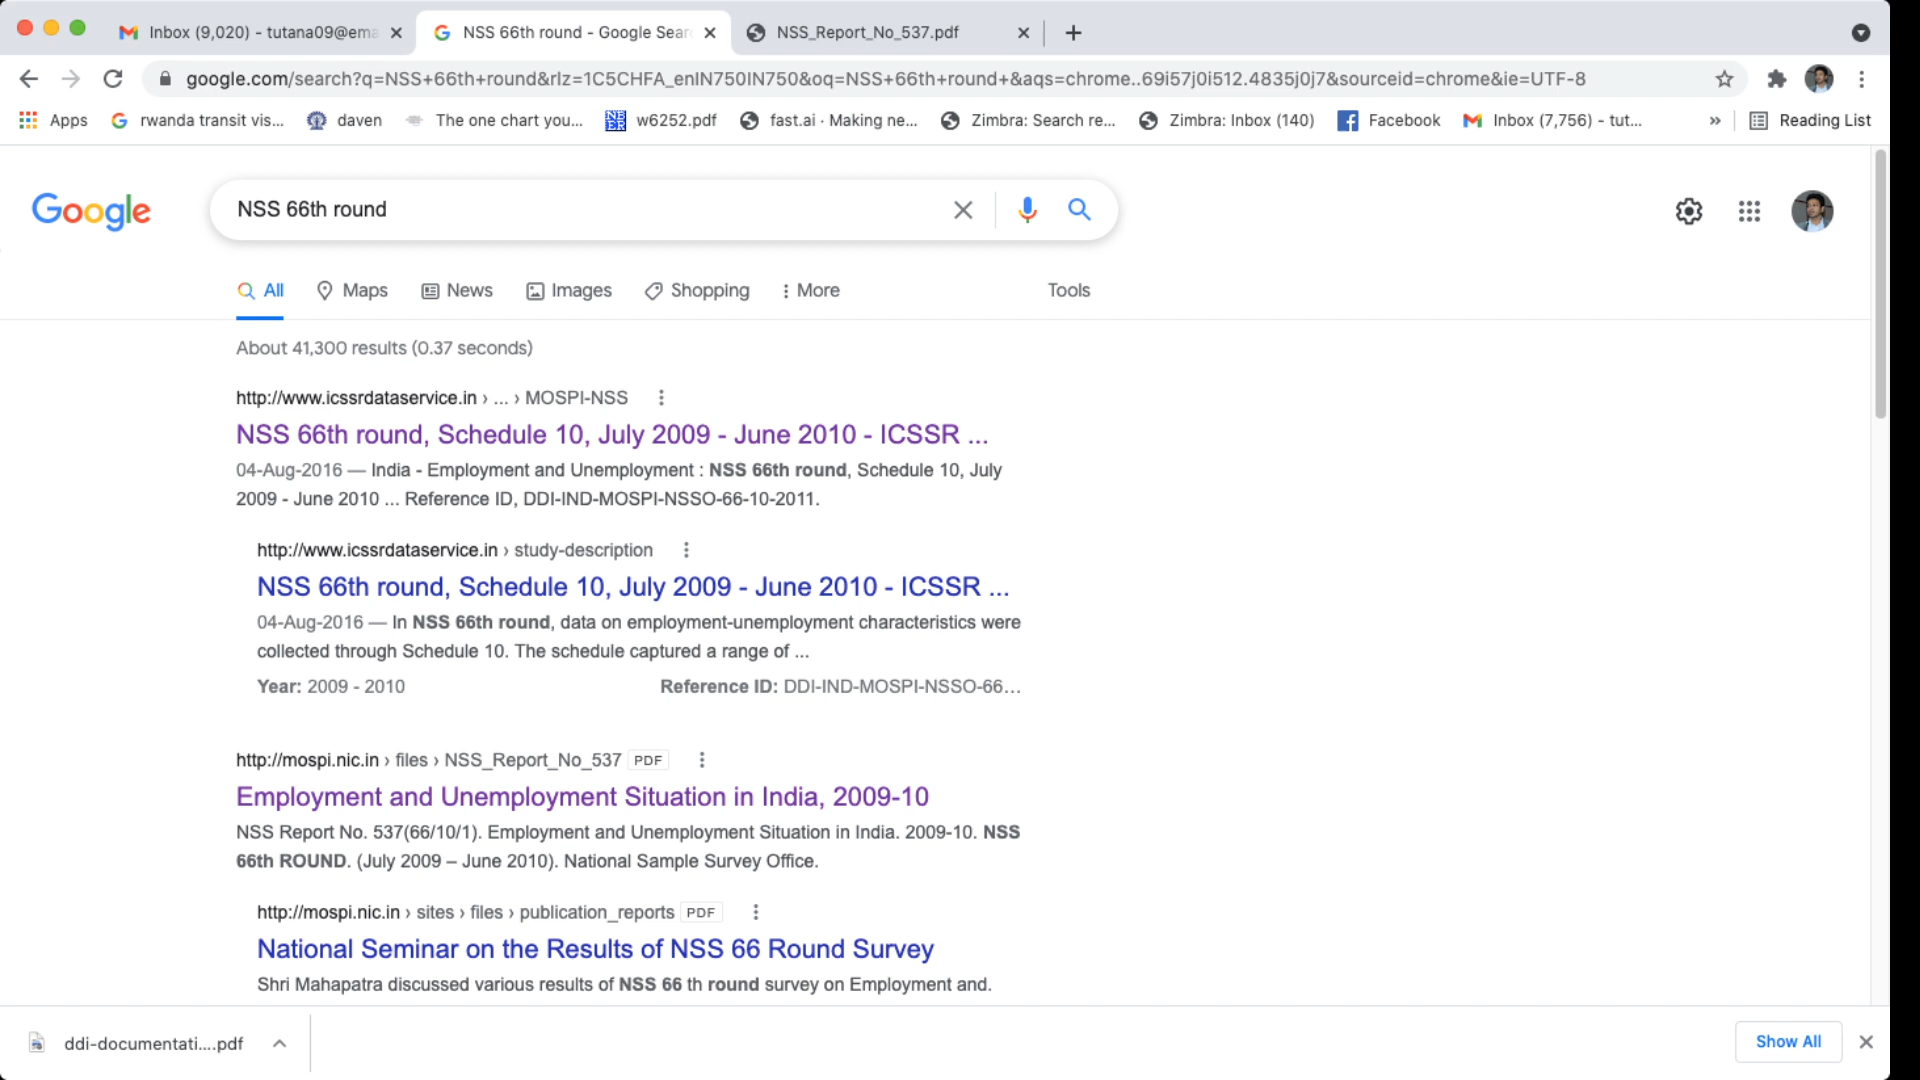 Inbox (9,020) - tutana09@ema
NSS 66th round - Google Sear
NSS_Report_No_537.pdf
google.com/search?q=NSS+66th+round&rlz=1C5CHFA_enIN750IN750&oq=NSS+66th+round+&aqs=chrome..69i57j0i512.4835j0j7&sourceid=chrome&ie=UTF-8
Apps
rwanda transit vis...
daven
The one chart you...
NBER
w6252.pdf
fast.ai · Making ne...
Zimbra: Search re...
Zimbra: Inbox (140)
Facebook
Inbox (7,756) - tut...
»
Reading List
Google
NSS 66th round
All
Maps
News
Images
Shopping
More
Tools
About 41,300 results (0.37 seconds)
http://www.icssrdataservice.in › ... › MOSPI-NSS
NSS 66th round, Schedule 10, July 2009 - June 2010 - ICSSR ...
04-Aug-2016 — India - Employment and Unemployment : NSS 66th round, Schedule 10, July
2009 - June 2010 ... Reference ID, DDI-IND-MOSPI-NSSO-66-10-2011.
http://www.icssrdataservice.in › study-description
NSS 66th round, Schedule 10, July 2009 - June 2010 - ICSSR ...
04-Aug-2016 — In NSS 66th round, data on employment-unemployment characteristics were
collected through Schedule 10. The schedule captured a range of ...
Year: 2009 - 2010
Reference ID: DDI-IND-MOSPI-NSSO-66...
http://mospi.nic.in › files › NSS_Report_No_537 PDF
Employment and Unemployment Situation in India, 2009-10
NSS Report No. 537(66/10/1). Employment and Unemployment Situation in India. 2009-10. NSS
66th ROUND. (July 2009 – June 2010). National Sample Survey Office.
http://mospi.nic.in › sites › files › publication_reports PDF
National Seminar on the Results of NSS 66 Round Survey
Shri Mahapatra discussed various results of NSS 66 th round survey on Employment and.
ddi-documentati....pdf
Show All